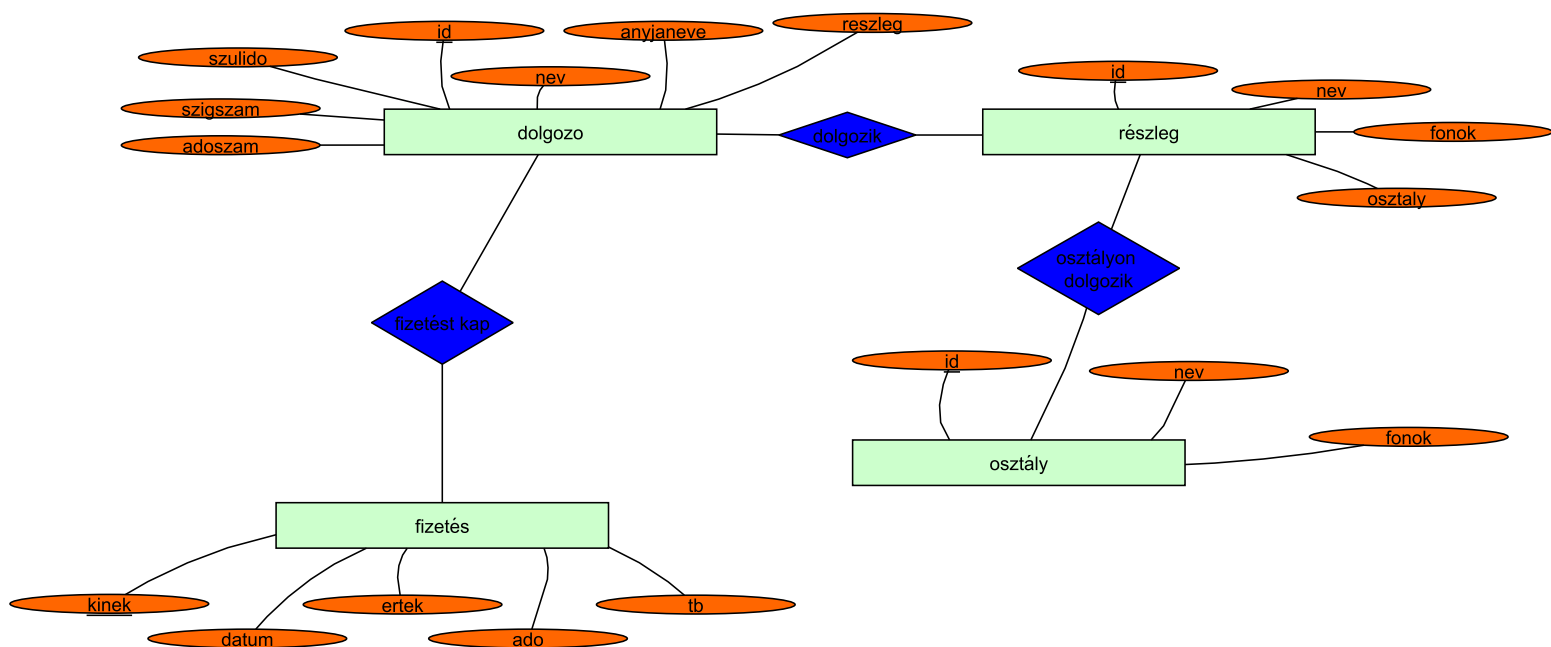 reszleg
id
anyjaneve
szulido
nev
id
nev
szigszam
dolgozo
dolgozik
részleg
fonok
adoszam
osztaly
osztályon
dolgozik
fizetést kap
id
nev
fonok
osztály
fizetés
kinek
ertek
tb
datum
ado